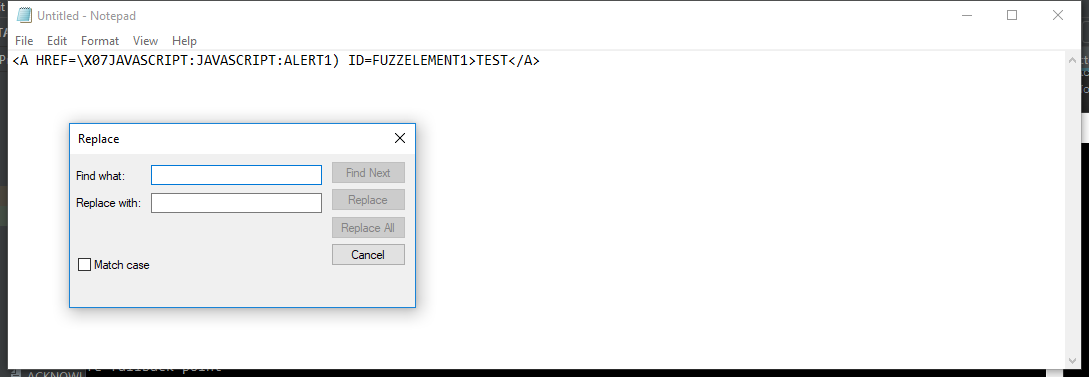 Untitled - Notepad
File Edit Format View Help
<A HREF=\X07JAVASCRIPT:JAVASCRIPT:ALERT1) ID=FUZZELEMENT1>TEST</A>
Replace
Find what:
Find Next
Replace with:
Replace
Replace All
Cancel
Match case